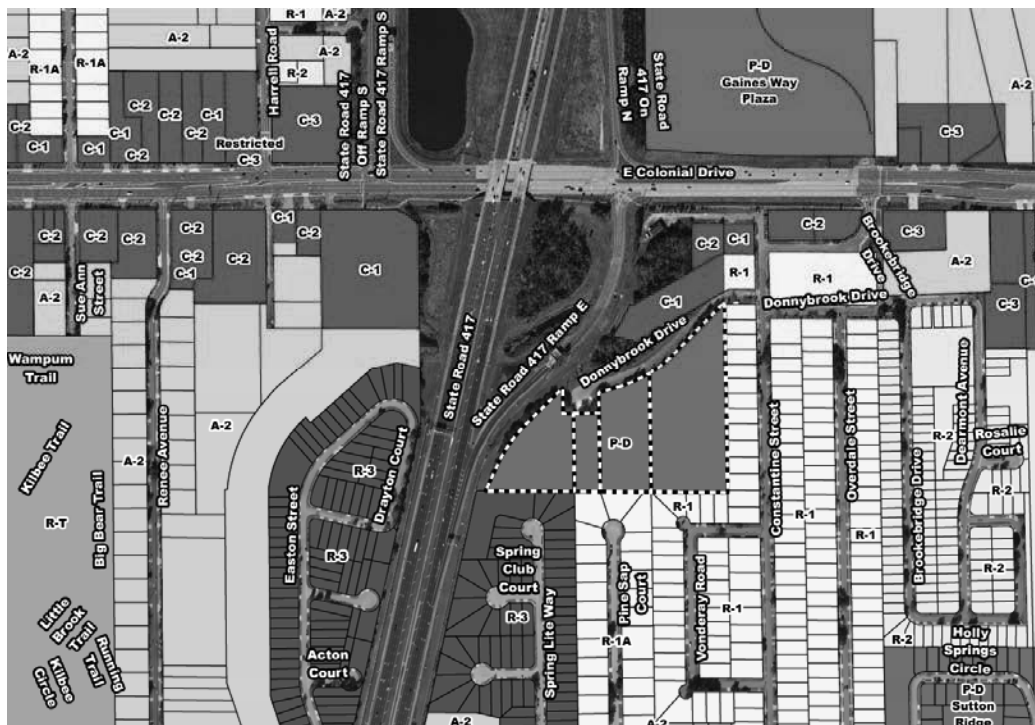 R-1
A-2
A-2
A-2
R-1A
R-1A
Harrell Road
A-2
R-2
State Road 417
Off Ramp S
State Road 417 Ramp S
State Road
417 On
Ramp N
P-D
Gaines Way
Plaza
A-2
C-2
C-2
C-2
C-1
C-2
C-1
C-1
C-1
C-2
Restricted
C-3
C-3
C-3
E Colonial Drive
C-2
C-2
C-2
C-2
C-2
C-1
C-2
C-1
C-2
C-1
C-2
C-1
C-2
C-3
Brookebridge
Drive
A-2
C-1
C-3
Sue Ann
Street
A-2
R-1
R-1
C-1
Donnybrook Drive
Donnybrook Drive
State Road 417
State Road 417 Ramp E
Wampum
Trail
Kilbee Trail
R-T
Big Bear Trail
A-2
Renee Avenue
A-2
R-3
Drayton Court
Easton Street
R-3
P-D
Constantine Street
Overdale Street
Brookebridge Drive
Dearmont Avenue
R-2
Rosalie
Court
R-2
R-2
R-1
R-1
R-1
R-1
Spring
Club
Court
R-3
Spring Lite Way
Pine Sap
Court
R-1A
Vonderay Road
Little
Brook
Trail
Running
Trail
Kilbee
Circle
Acton
Court
R-2
Holly
Springs
Circle
P-D
Sutton
Ridge
A-2
A-2